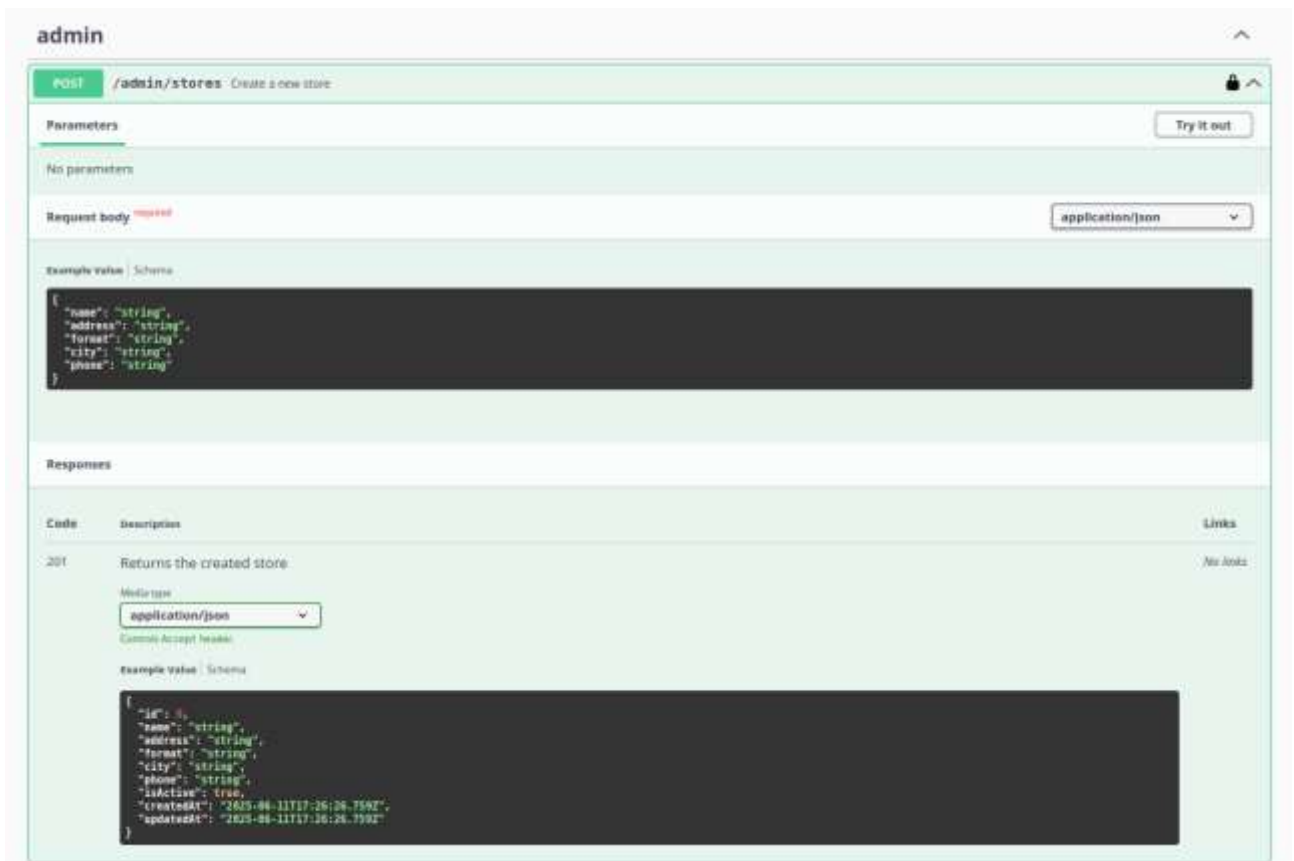 admin
POST /admin/stores Create a new store
Parameters
Try it out
No parameters
Request body required
application/json
Example Value Schema
{
"name": "string",
"address": "string",
"format": "string",
"city": "string",
"phone": "string"
}
Responses
Code Description Links
201 Returns the created store No links
Media type
application/json
Controls Accept header.
Example Value Schema
{
"id": 0,
"name": "string",
"address": "string",
"format": "string",
"city": "string",
"phone": "string",
"isActive": true,
"createdAt": "2025-06-11T17:26:26.759Z",
"updatedAt": "2025-06-11T17:26:26.759Z"
}